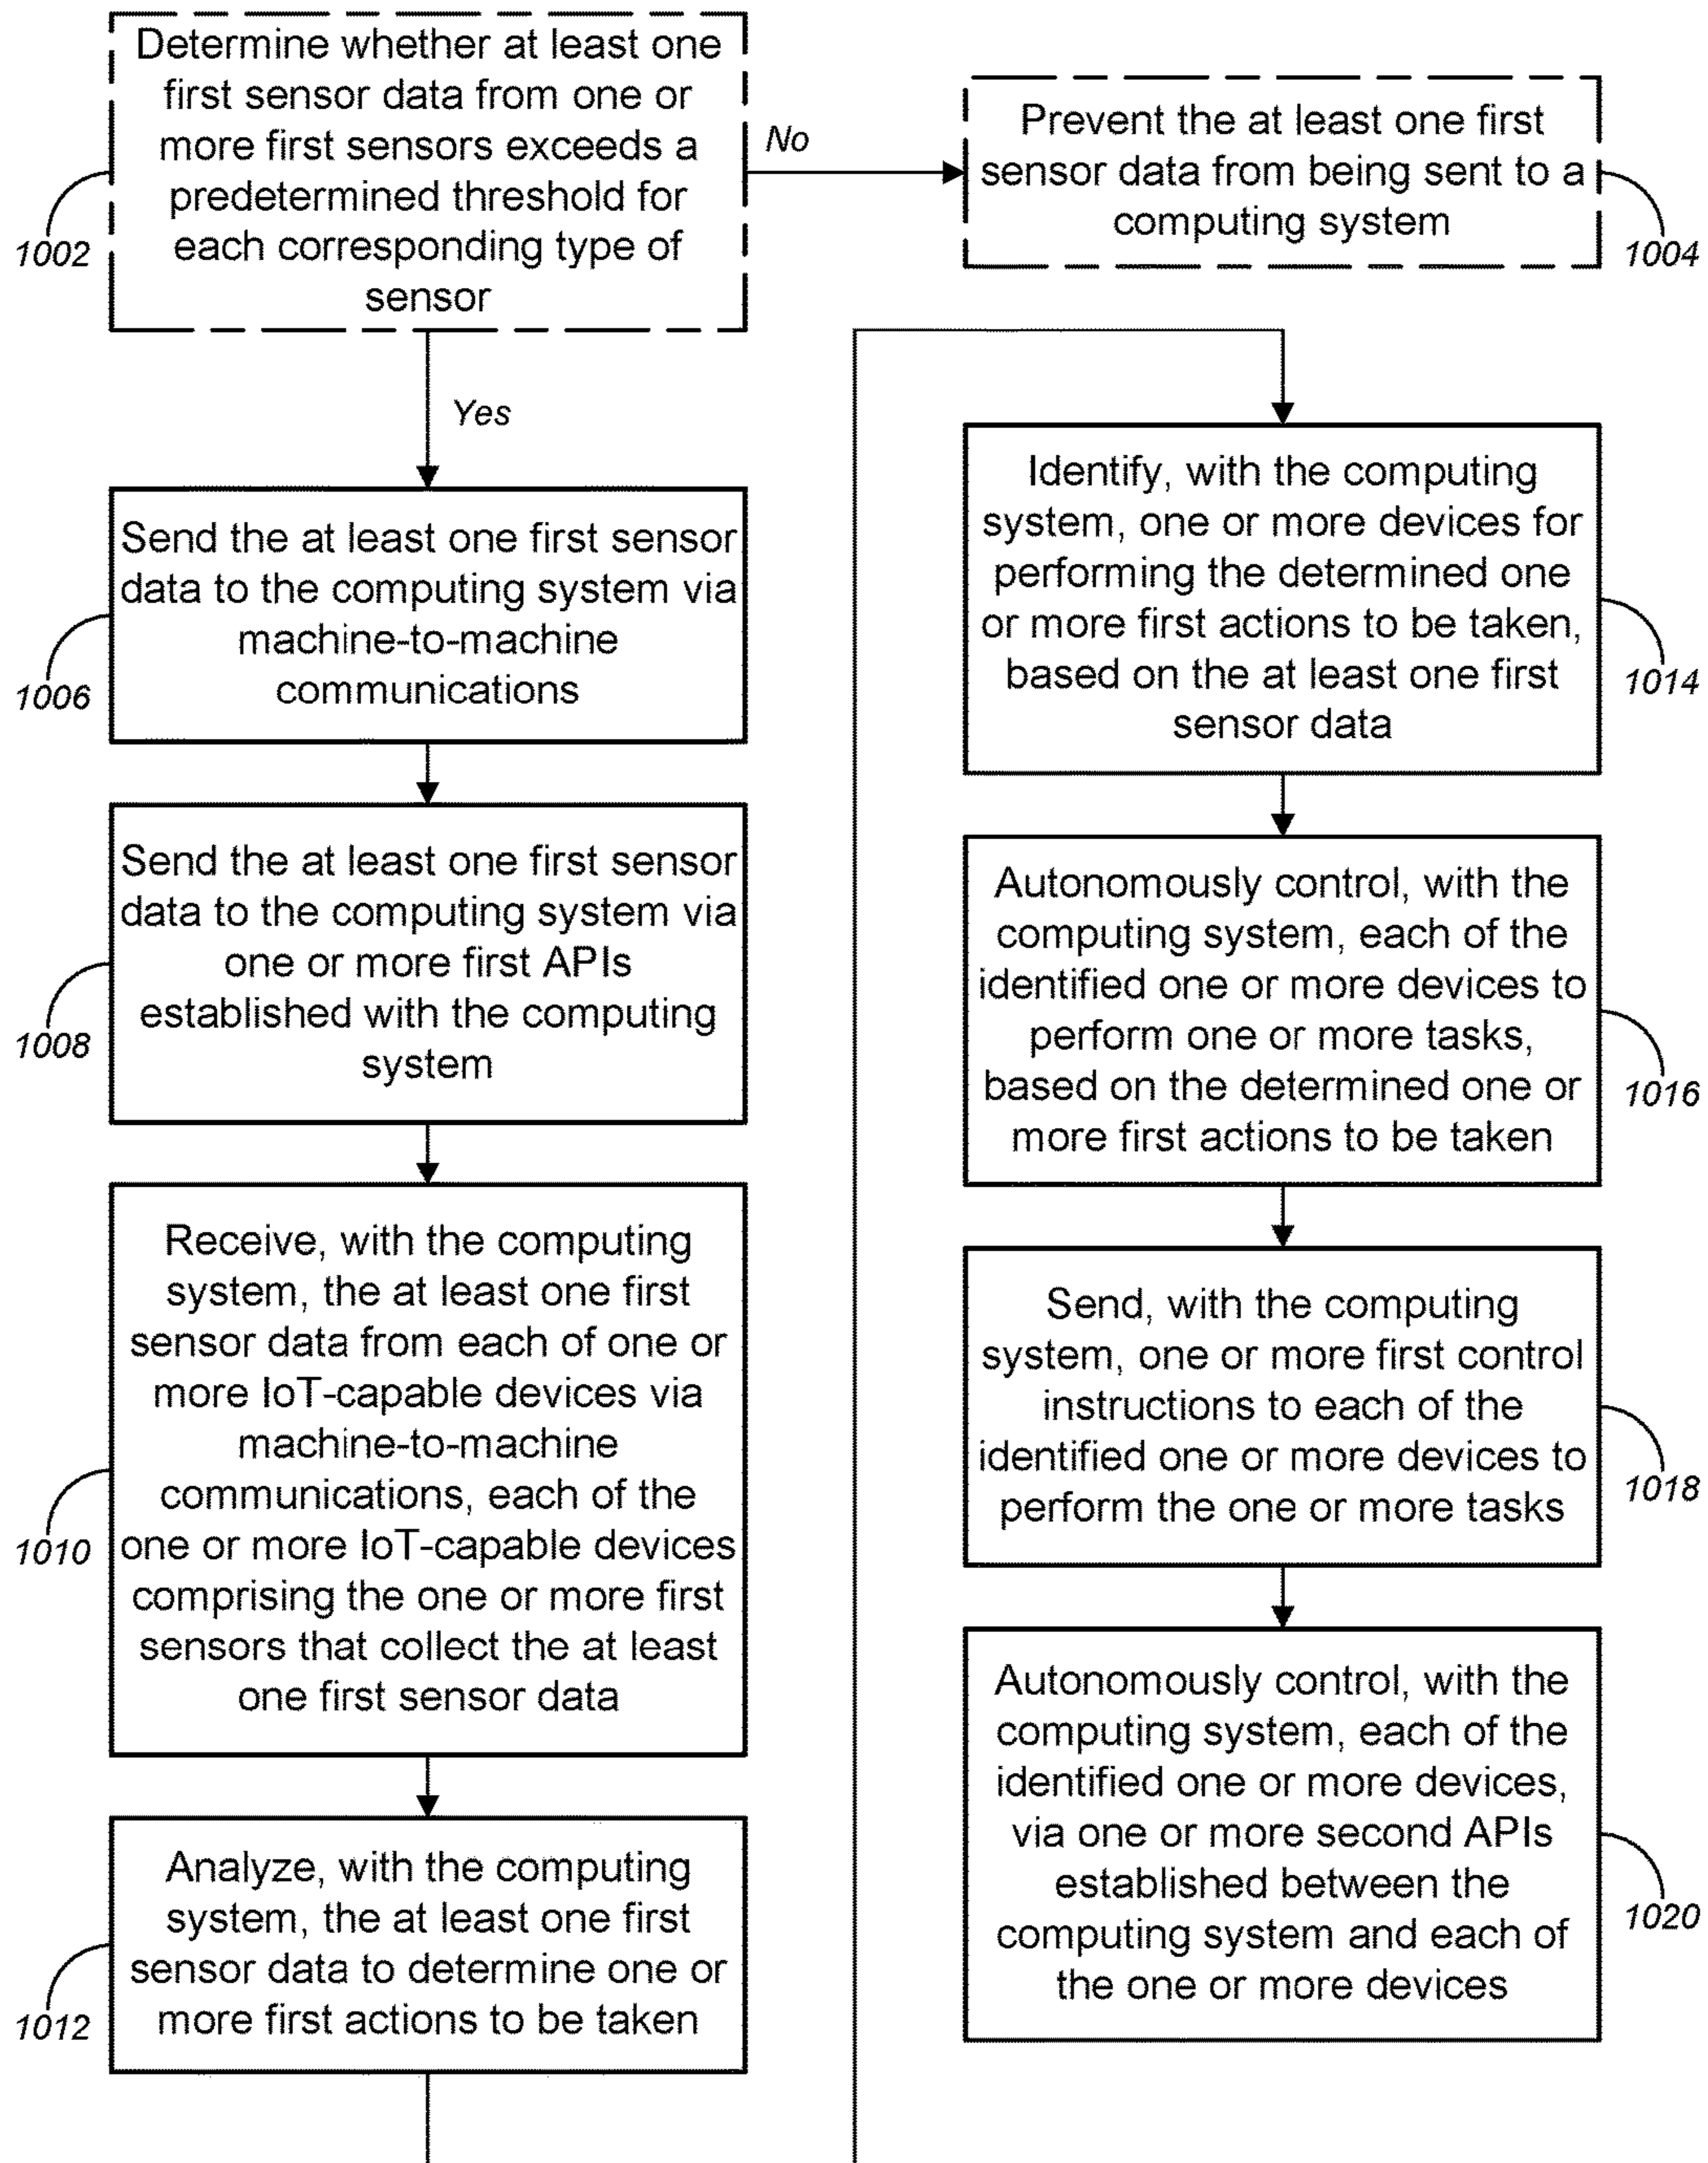 Determine whether at least one
first sensor data from one or
more first sensors exceeds a
predetermined threshold for
each corresponding type of
sensor
1002
No
Prevent the at least one first
sensor data from being sent to a
computing system
1004
Yes
Send the at least one first sensor
data to the computing system via
machine-to-machine
communications
1006
Send the at least one first sensor
data to the computing system via
one or more first APIs
established with the computing
system
1008
Receive, with the computing
system, the at least one first
sensor data from each of one or
more IoT-capable devices via
machine-to-machine
communications, each of the
one or more IoT-capable devices
comprising the one or more first
sensors that collect the at least
one first sensor data
1010
Analyze, with the computing
system, the at least one first
sensor data to determine one or
more first actions to be taken
1012
Identify, with the computing
system, one or more devices for
performing the determined one
or more first actions to be taken,
based on the at least one first
sensor data
1014
Autonomously control, with the
computing system, each of the
identified one or more devices to
perform one or more tasks,
based on the determined one or
more first actions to be taken
1016
Send, with the computing
system, one or more first control
instructions to each of the
identified one or more devices to
perform the one or more tasks
1018
Autonomously control, with the
computing system, each of the
identified one or more devices,
via one or more second APIs
established between the
computing system and each of
the one or more devices
1020